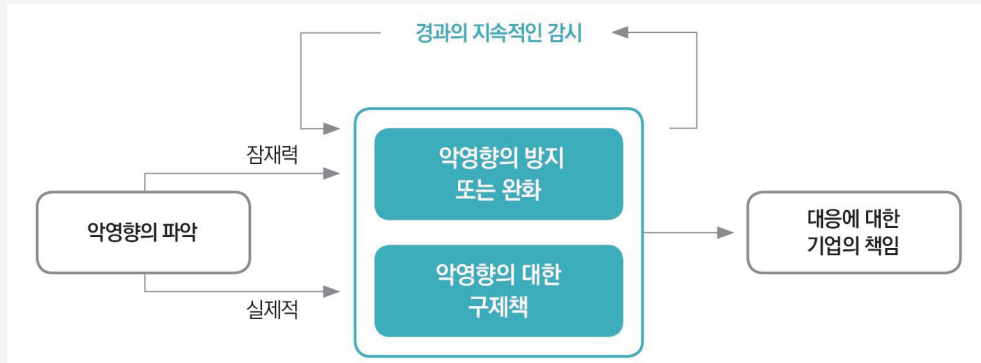 경과의 지속적인 감시
잠재력
악영향의 방지
또는 완화
악영향의 파악
대응에 대한
기업의 책임
악영향의 대한
구제책
실제적